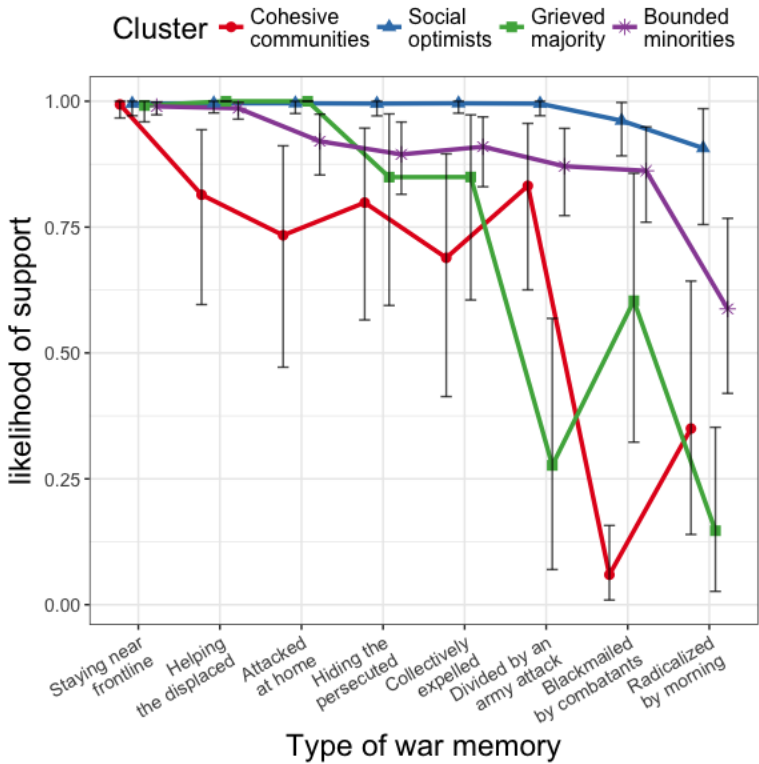 Cluster
Cohesive
communities
Social
optimists
Grieved
majority
Bounded
minorities
likelihood of support
1.00
0.75
0.50
0.25
0.00
Staying near
frontline
Helping
the displaced
Attacked
at home
Hiding the
persecuted
Collectively
expelled
Divided by an
army attack
Blackmailed
by combatants
Radicalized
by morning
Type of war memory